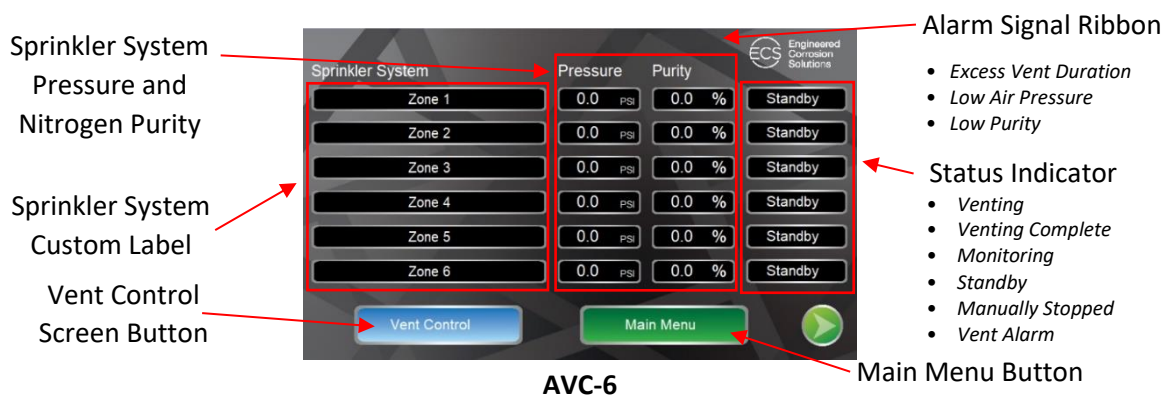 Sprinkler System
Pressure and
Nitrogen Purity
Sprinkler System
Custom Label
Vent Control
Screen Button
Sprinkler System Pressure Purity
ECS Engineered
Corrosion
Solutions
Zone 1 0.0 PSI 0.0 % Standby
Zone 2 0.0 PSI 0.0 % Standby
Zone 3 0.0 PSI 0.0 % Standby
Zone 4 0.0 PSI 0.0 % Standby
Zone 5 0.0 PSI 0.0 % Standby
Zone 6 0.0 PSI 0.0 % Standby
Vent Control Main Menu
AVC-6
Alarm Signal Ribbon
• Excess Vent Duration
• Low Air Pressure
• Low Purity
Status Indicator
• Venting
• Venting Complete
• Monitoring
• Standby
• Manually Stopped
• Vent Alarm
Main Menu Button